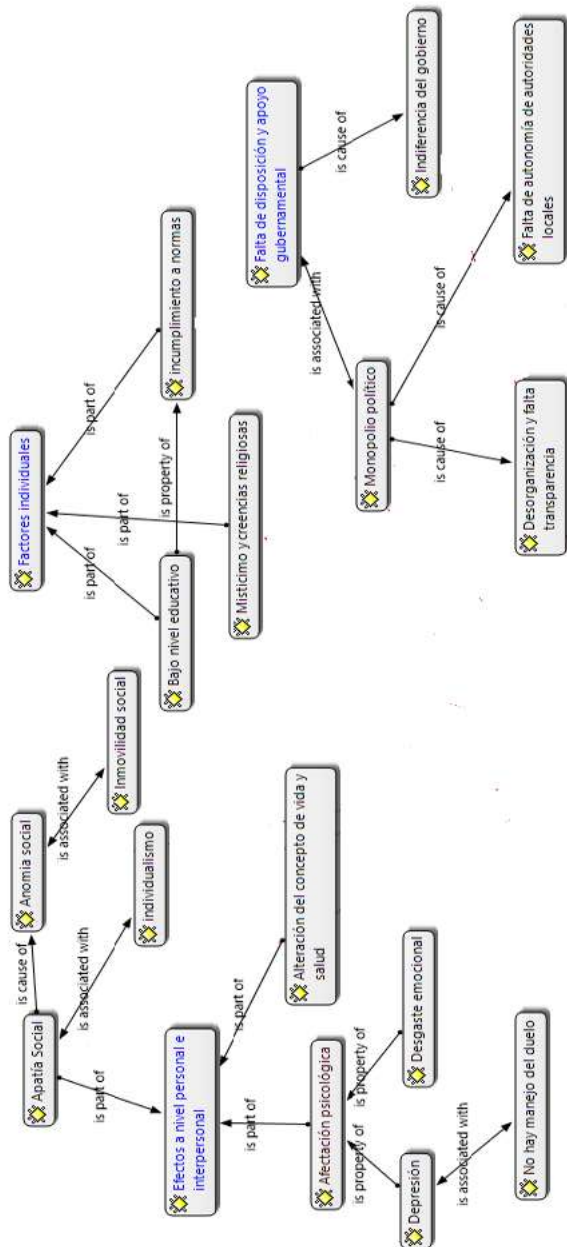 Apatía Social
is cause of
Anomia social
is associated with
Inmovilidad social
is associated with
individualismo
is part of
Efectos a nivel personal e
interpersonal
is part of
Alteración del concepto de vida y
salud
is part of
Afectación psicológica
is property of
is property of
Depresión
Desgaste emocional
is associated with
No hay manejo del duelo
Factores individuales
is part of
is part of
is part of
Bajo nivel educativo
is property of
incumplimiento a normas
Misticimo y creencias religiosas
Falta de disposición y apoyo
gubernamental
is associated with
is cause of
Monopolio político
Indiferencia del gobierno
is cause of
is cause of
Desorganización y falta
transparencia
Falta de autonomía de autoridades
locales